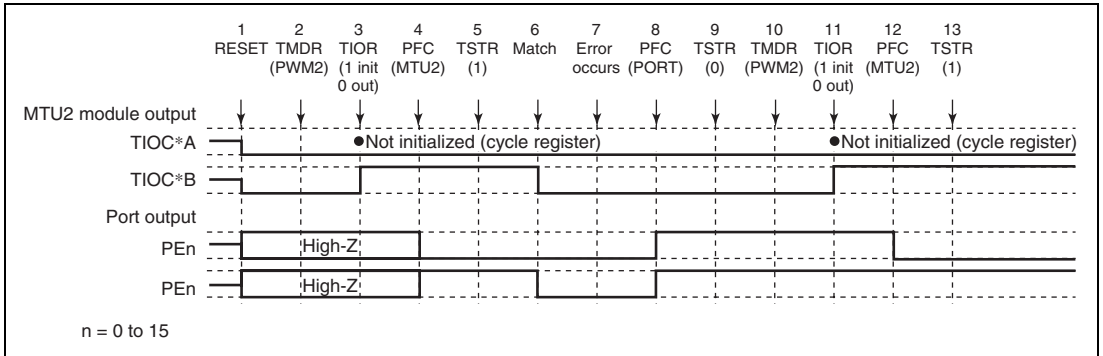 1 2 3 4 5 6 7 8 9 10 11 12 13
RESET TMDR TIOR PFC TSTR Match Error PFC TSTR TMDR TIOR PFC TSTR
(PWM2) (1 init (MTU2) (1) occurs (PORT) (0) (PWM2) (1 init (MTU2) (1)
0 out) 0 out)
MTU2 module output
TIOC*A ●Not initialized (cycle register) ●Not initialized (cycle register)
TIOC*B
Port output
PEn High-Z
PEn High-Z
n = 0 to 15